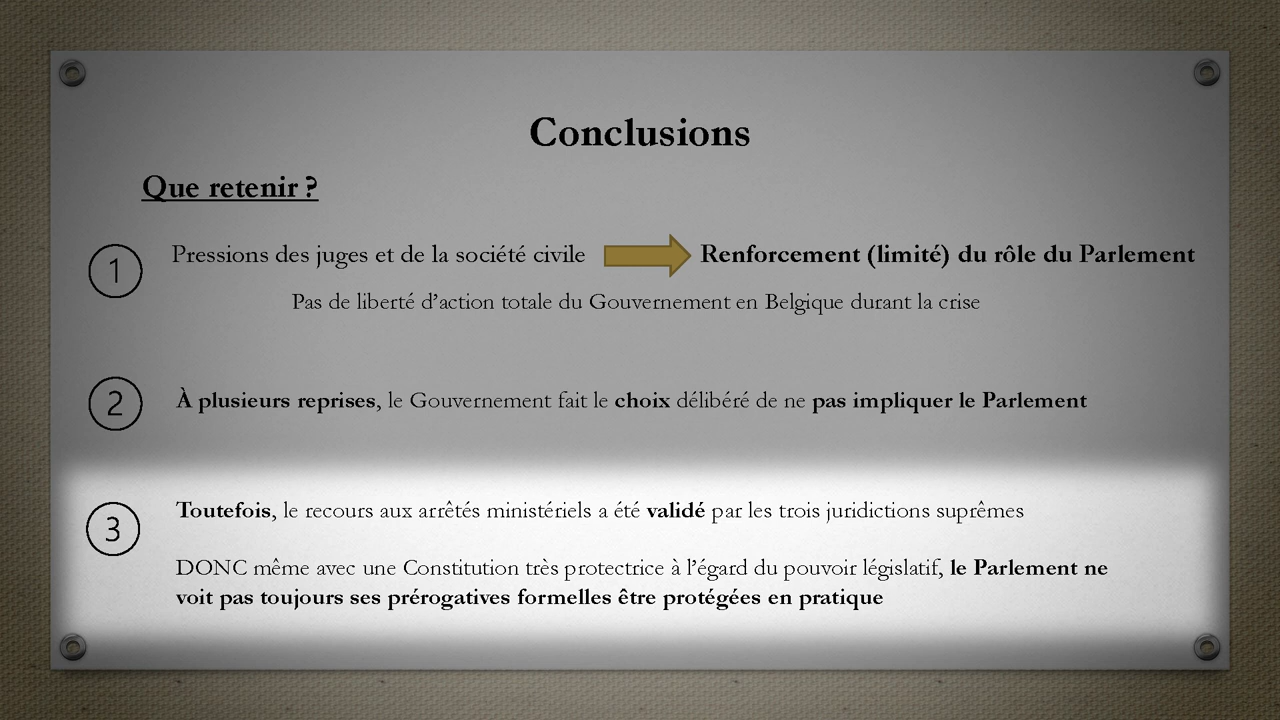 Conclusions
Que retenir ?
1 Pressions des juges et de la société civile Renforcement (limité) du rôle du Parlement
Pas de liberté d’action totale du Gouvernement en Belgique durant la crise
2 À plusieurs reprises, le Gouvernement fait le choix délibéré de ne pas impliquer le Parlement
3 Toutefois, le recours aux arrêtés ministériels a été validé par les trois juridictions suprêmes
DONC même avec une Constitution très protectrice à l’égard du pouvoir législatif, le Parlement ne
voit pas toujours ses prérogatives formelles être protégées en pratique